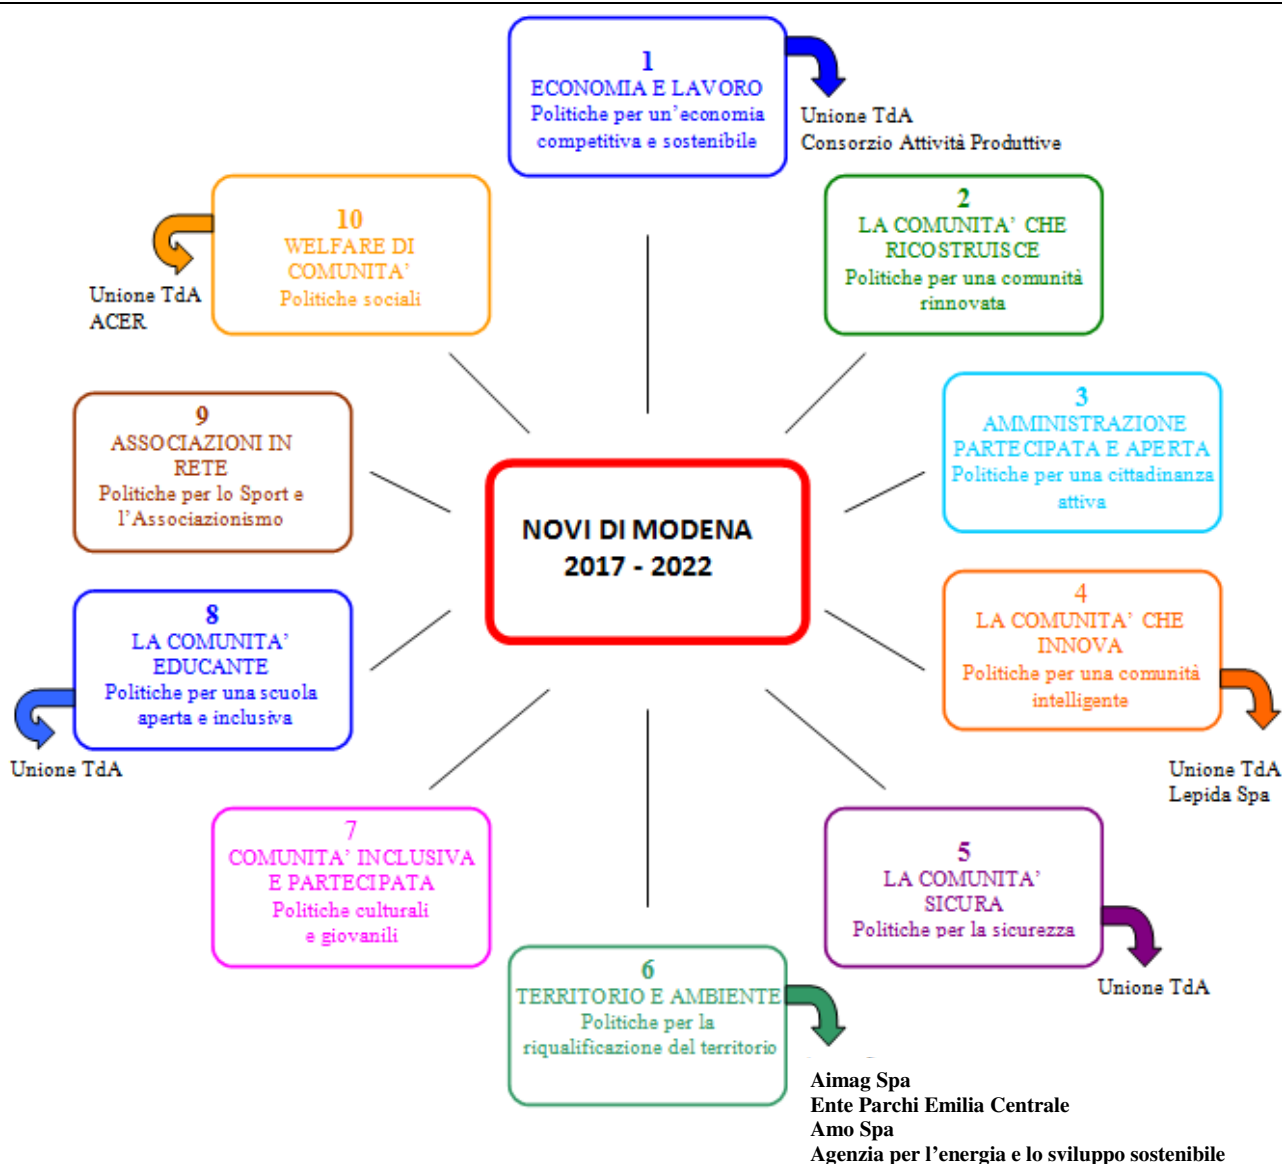 1
ECONOMIA E LAVORO
Politiche per un'economia
competitiva e sostenibile
Unione TdA
Consorzio Attività Produttive
2
LA COMUNITA' CHE
RICOSTRUISCE
Politiche per una comunità
rinnovata
3
AMMINISTRAZIONE
PARTECIPATA E APERTA
Politiche per una cittadinanza
attiva
4
LA COMUNITA' CHE
INNOVA
Politiche per una comunità
intelligente
Unione TdA
Lepida Spa
5
LA COMUNITA'
SICURA
Politiche per la sicurezza
Unione TdA
6
TERRITORIO E AMBIENTE
Politiche per la
riqualificazione del territorio
Aimag Spa
Ente Parchi Emilia Centrale
Amo Spa
Agenzia per l'energia e lo sviluppo sostenibile
7
COMUNITA' INCLUSIVA
E PARTECIPATA
Politiche culturali
e giovanili
8
LA COMUNITA'
EDUCANTE
Politiche per una scuola
aperta e inclusiva
Unione TdA
9
ASSOCIAZIONI IN
RETE
Politiche per lo Sport e
l'Associazionismo
10
WELFARE DI
COMUNITA'
Politiche sociali
Unione TdA
ACER
NOVI DI MODENA
2017 - 2022